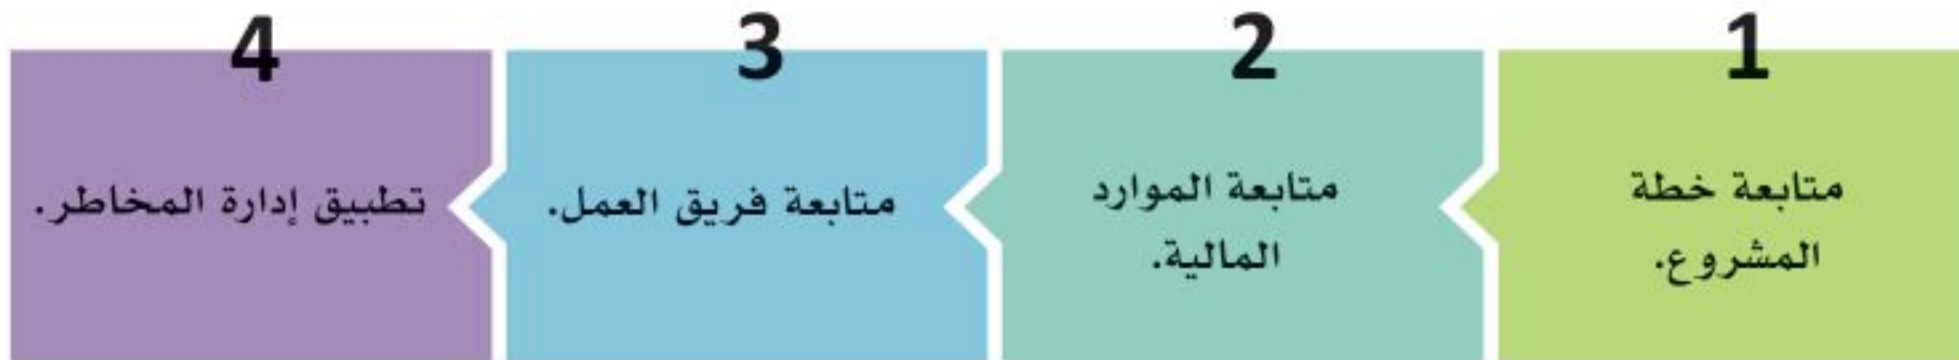 1
متابعة خطة
المشروع.
2
متابعة الموارد
المالية.
3
متابعة فريق العمل.
4
تطبيق إدارة المخاطر.